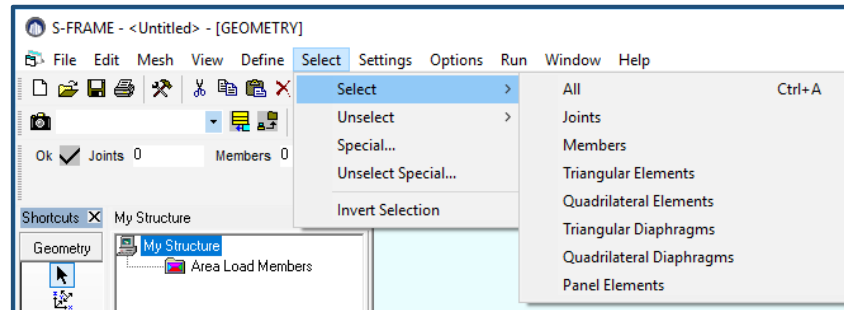 S-FRAME - <Untitled> - [GEOMETRY]
File Edit Mesh View Define Select Settings Options Run Window Help
Select > All Ctrl+A
Unselect > Joints
Special... Members
Unselect Special... Triangular Elements
Invert Selection Quadrilateral Elements
Triangular Diaphragms
Quadrilateral Diaphragms
Panel Elements
Ok Joints 0 Members 0
Shortcuts X My Structure
Geometry My Structure
Area Load Members